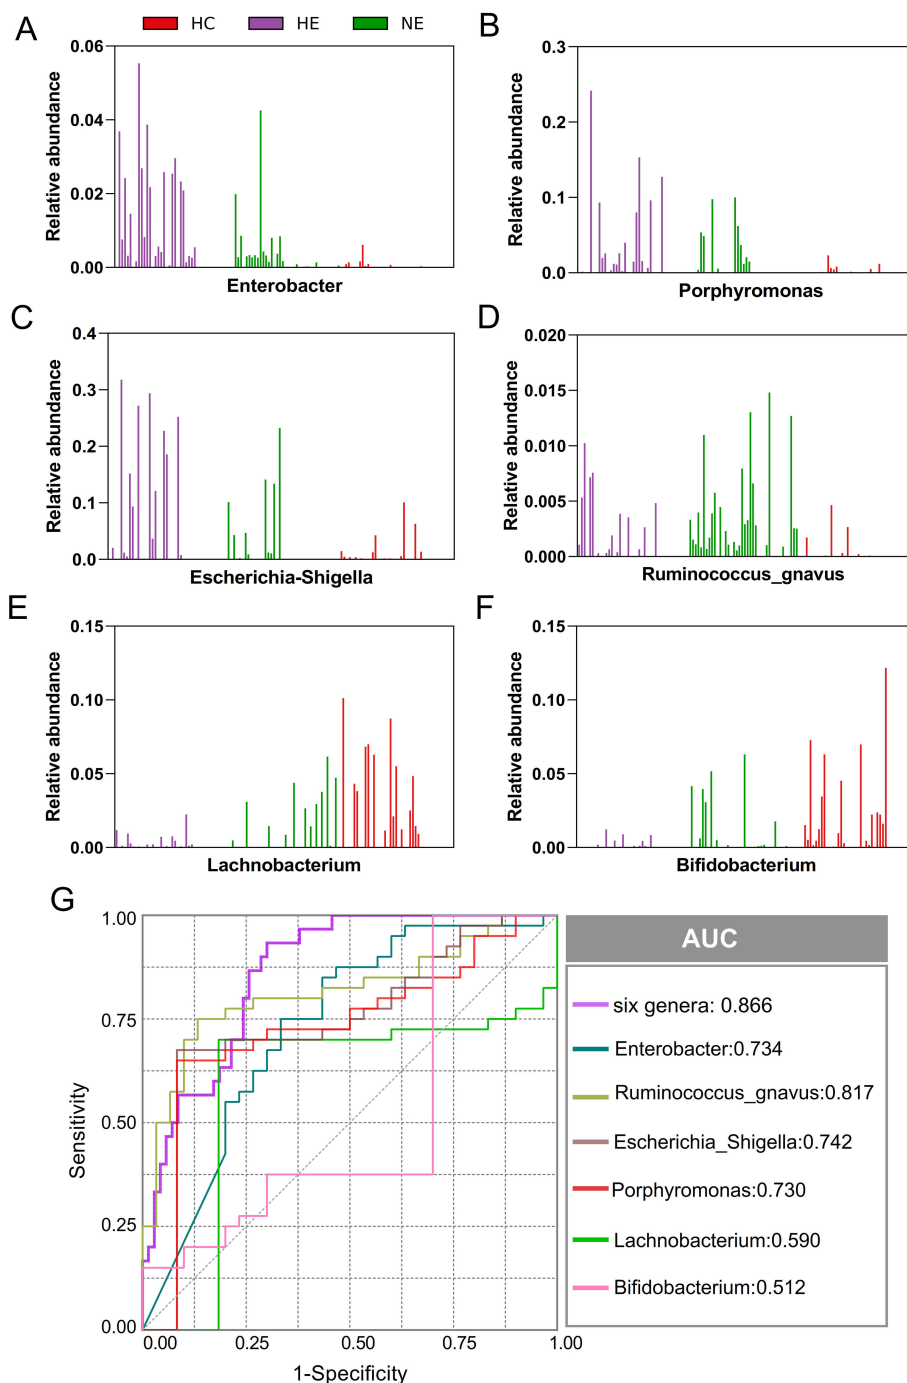 HC HE NE
A
0.06
0.04
0.02
0.00
Relative abundance
Enterobacter
B
0.3
0.2
0.1
0.0
Relative abundance
Porphyromonas
C
0.4
0.3
0.2
0.1
0.0
Relative abundance
Escherichia-Shigella
D
0.020
0.015
0.010
0.005
0.000
Relative abundance
Ruminococcus_gnavus
E
0.15
0.10
0.05
0.00
Relative abundance
Lachnobacterium
F
0.15
0.10
0.05
0.00
Relative abundance
Bifidobacterium
G
1.00
0.75
0.50
0.25
0.00
Sensitivity
0.00 0.25 0.50 0.75 1.00
1-Specificity
AUC
six genera: 0.866
Enterobacter:0.734
Ruminococcus_gnavus:0.817
Escherichia_Shigella:0.742
Porphyromonas:0.730
Lachnobacterium:0.590
Bifidobacterium:0.512